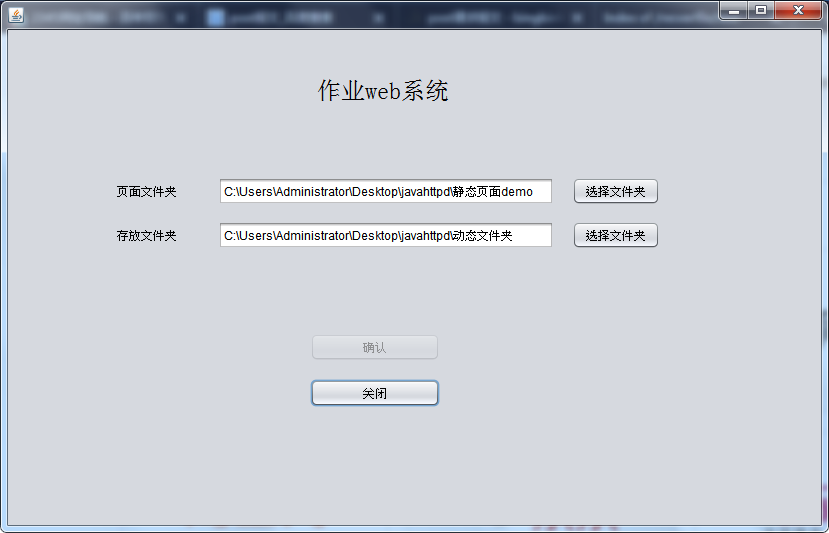 作业web系统
页面文件夹 C:\Users\Administrator\Desktop\javahttpd\静态页面demo 选择文件夹
存放文件夹 C:\Users\Administrator\Desktop\javahttpd\动态文件夹 选择文件夹
确认
关闭